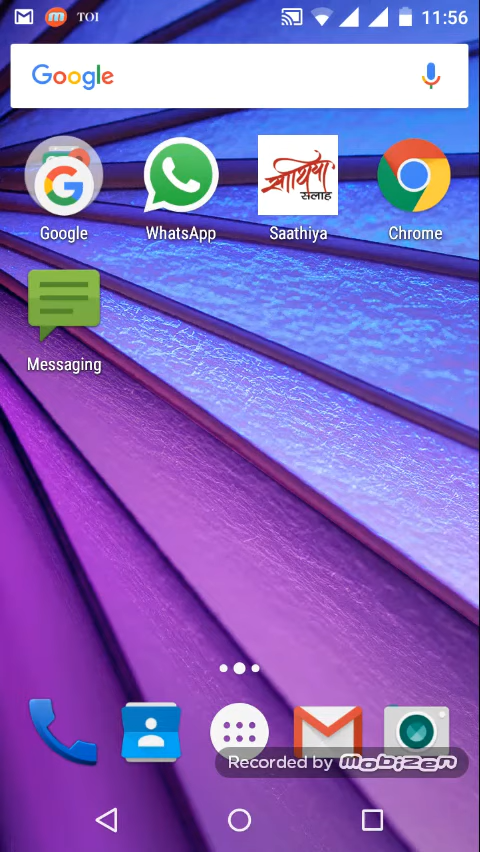 TOI 11:56
Google
साथिया
सलाह
Google WhatsApp Saathiya Chrome
Messaging
Recorded by mobizen